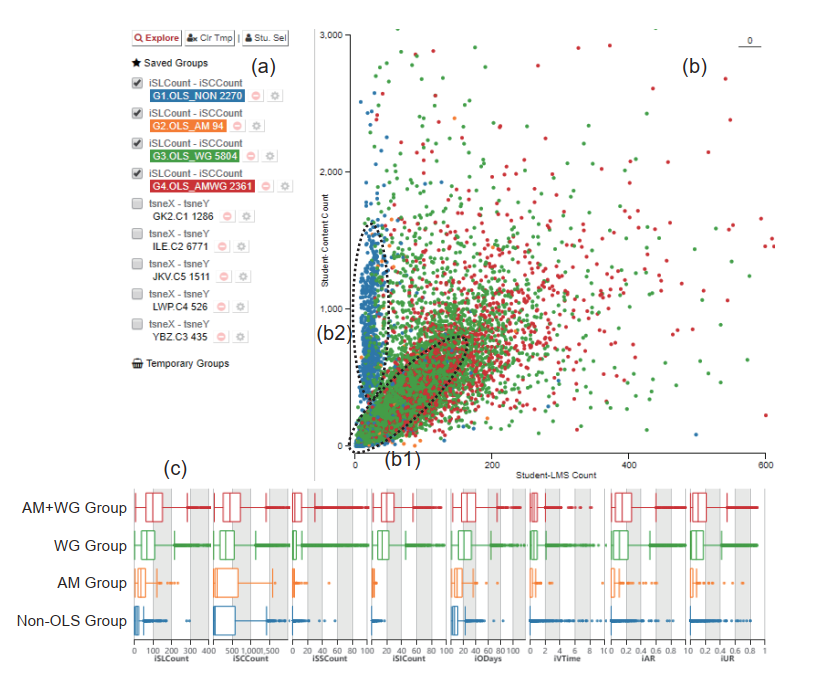 Explore Clr Tmp | Stu. Sel
Saved Groups
(a)
iSLCount - iSCCount
G1.OLS_NON 2270
iSLCount - iSCCount
G2.OLS_AM 94
iSLCount - iSCCount
G3.OLS_WG 5804
iSLCount - iSCCount
G4.OLS_AMWG 2361
tsneX - tsneY
GK2.C1 1286
tsneX - tsneY
ILE.C2 6771
tsneX - tsneY
JKV.C5 1511
tsneX - tsneY
LWP.C4 526
tsneX - tsneY
YBZ.C3 435
Temporary Groups
(b)
0
3,000
2,000
1,000
0
Student-Content Count
(b2)
(b1)
0 200 400 600
Student-LMS Count
(c)
AM+WG Group
WG Group
AM Group
Non-OLS Group
0 100 200 300 400
iSLCount
500 1,000 1,500
iSCCount
0 20 40 60 80 100
iSSCount
20 40 60 80 100
iSICount
20 40 60 80 100
iODays
0 2 4 6 8 10
iVTime
0.2 0.4 0.6 0.8
iAR
0 0.2 0.4 0.6 0.8 1
iUR